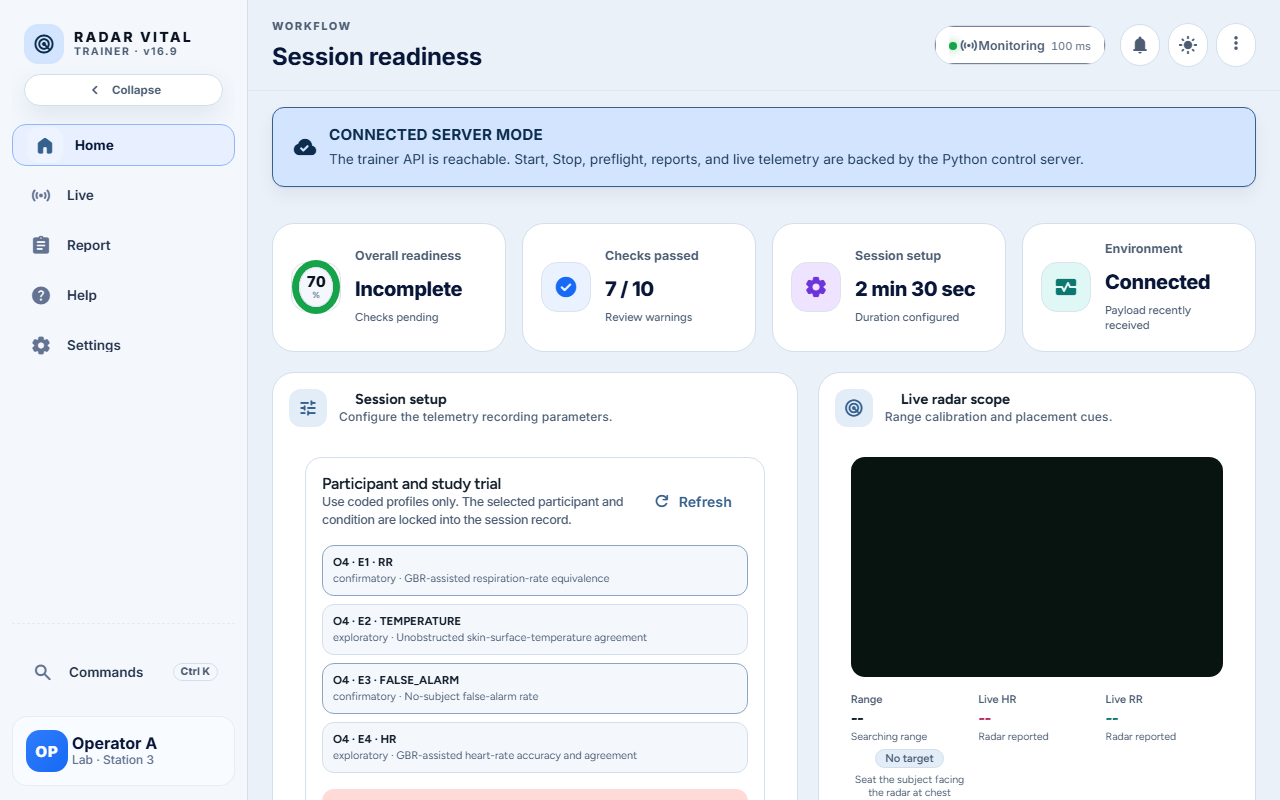 RADAR VITAL
TRAINER · v16.9
Collapse
Home
Live
Report
Help
Settings
Commands
Ctrl K
OP
Operator A
Lab · Station 3
WORKFLOW
Session readiness
Monitoring 100 ms
CONNECTED SERVER MODE
The trainer API is reachable. Start, Stop, preflight, reports, and live telemetry are backed by the Python control server.
70
%
Overall readiness
Incomplete
Checks pending
Checks passed
7 / 10
Review warnings
Session setup
2 min 30 sec
Duration configured
Environment
Connected
Payload recently
received
Session setup
Configure the telemetry recording parameters.
Participant and study trial
Use coded profiles only. The selected participant and
condition are locked into the session record.
Refresh
O4 · E1 · RR
confirmatory · GBR-assisted respiration-rate equivalence
O4 · E2 · TEMPERATURE
exploratory · Unobstructed skin-surface-temperature agreement
O4 · E3 · FALSE_ALARM
confirmatory · No-subject false-alarm rate
O4 · E4 · HR
exploratory · GBR-assisted heart-rate accuracy and agreement
Live radar scope
Range calibration and placement cues.
Range
--
Searching range
Live HR
--
Radar reported
Live RR
--
Radar reported
No target
Seat the subject facing
the radar at chest